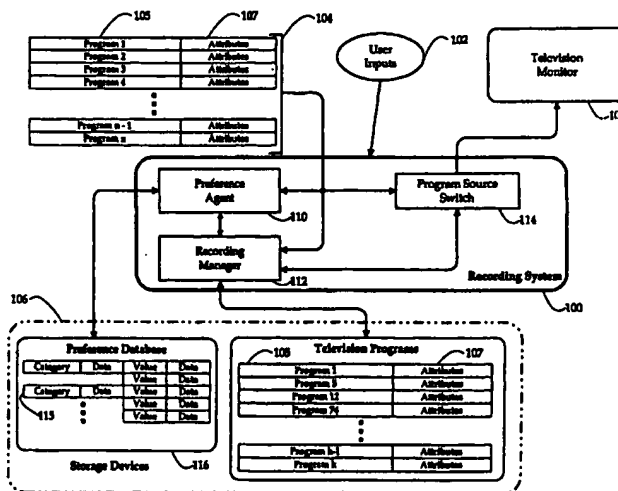 105
107
104
102
Program 1 Attributes
Program 2 Attributes
Program 3 Attributes
Program 4 Attributes
Program n - 1 Attributes
Program n Attributes
User
Inputs
Television
Monitor
10
Preference
Agent
110
Program Source
Switch
114
Recording
Manager
112
Recording System
100
106
Preference Database
Category Data Value Data
Value Data
Category Data Value Data
Value Data
Value Data
115
Storage Devices
116
Television Programs
108
107
Program 1 Attributes
Program 5 Attributes
Program 12 Attributes
Program 74 Attributes
Program h-1 Attributes
Program k Attributes